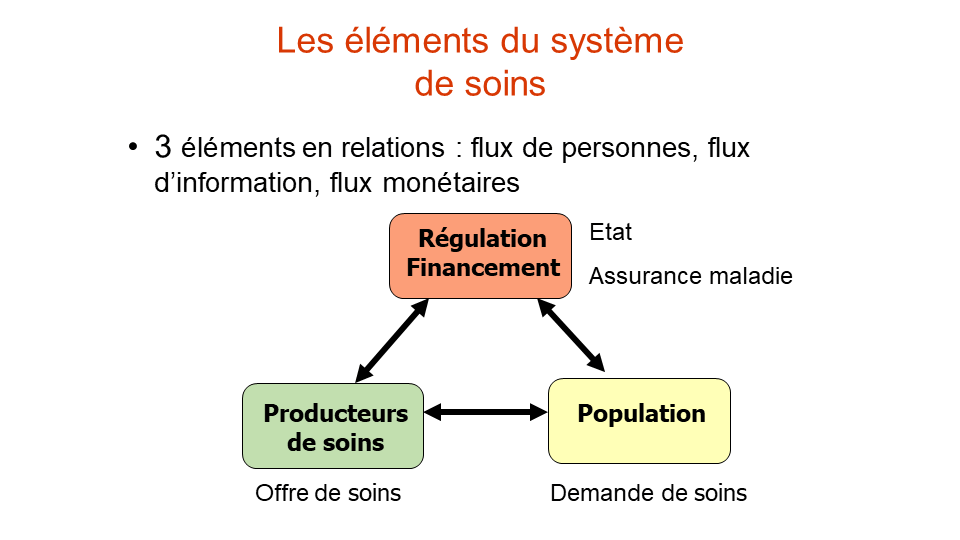 Les éléments du système
de soins
• 3 éléments en relations : flux de personnes, flux
d’information, flux monétaires
Régulation
Financement
Etat
Assurance maladie
Producteurs
de soins
Population
Offre de soins
Demande de soins